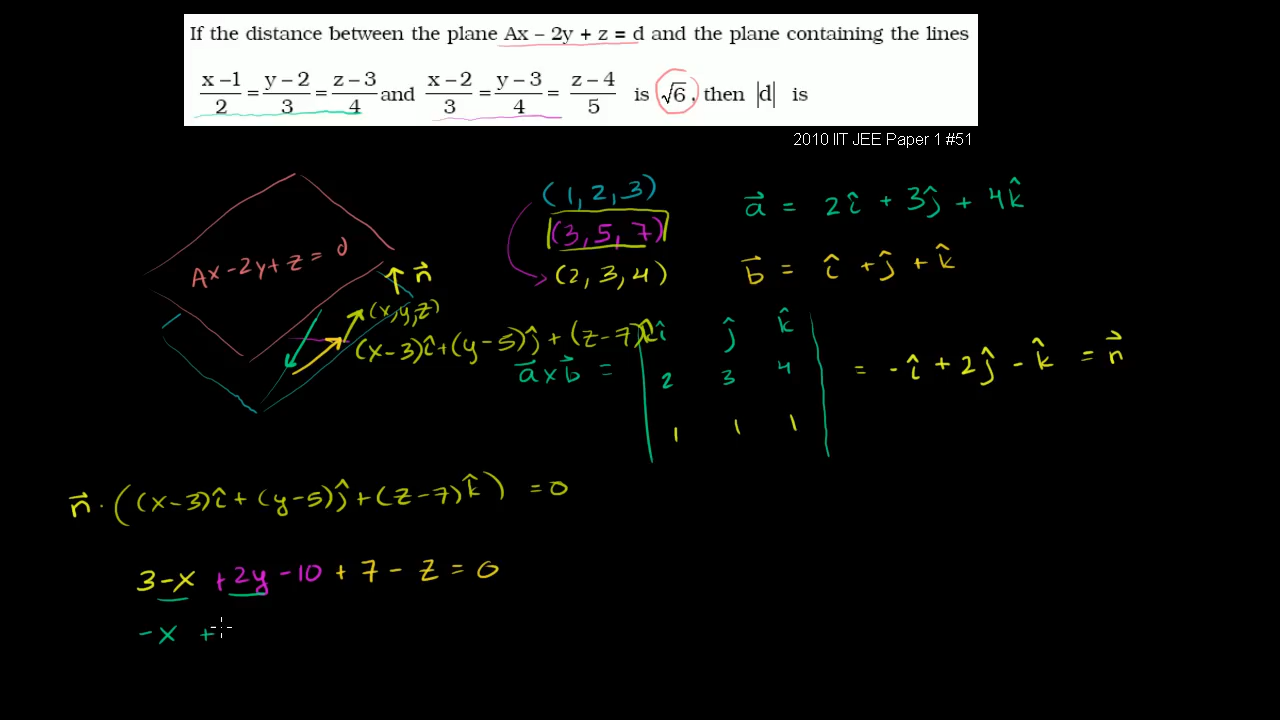 If the distance between the plane Ax – 2y + z = d and the plane containing the lines
x –1/2 = y – 2/3 = z – 3/4 and x – 2/3 = y – 3/4 = z – 4/5 is √6, then |d| is
2010 IIT JEE Paper 1 #51
Ax-2y+z = d
n⃗
(x,y,z)
(x-3)î+(y-5)ĵ+(z-7)k̂
(1,2,3)
(3,5,7)
(2,3,4)
a⃗ = 2î + 3ĵ + 4k̂
b⃗ = î + ĵ + k̂
a⃗ x b⃗ = | î ĵ k̂ | = -î + 2ĵ - k̂ = n⃗
2 3 4
1 1 1
n⃗ · ((x-3)î+(y-5)ĵ+(z-7)k̂) = 0
3-x +2y -10 + 7 - z = 0
-x +